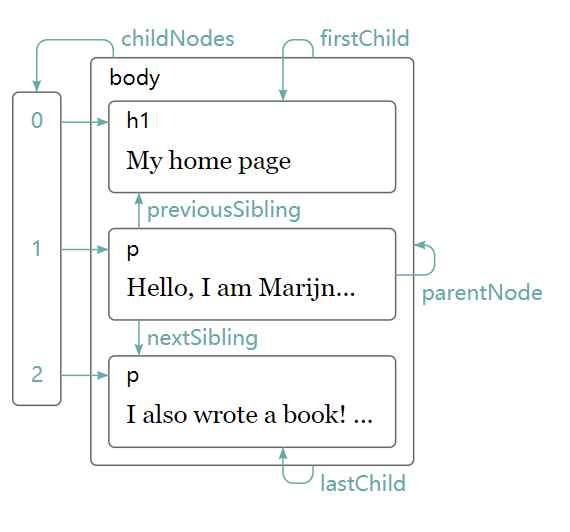 childNodes
firstChild
body
0
h1
My home page
previousSibling
1
p
Hello, I am Marijn...
parentNode
nextSibling
2
p
I also wrote a book! ...
lastChild